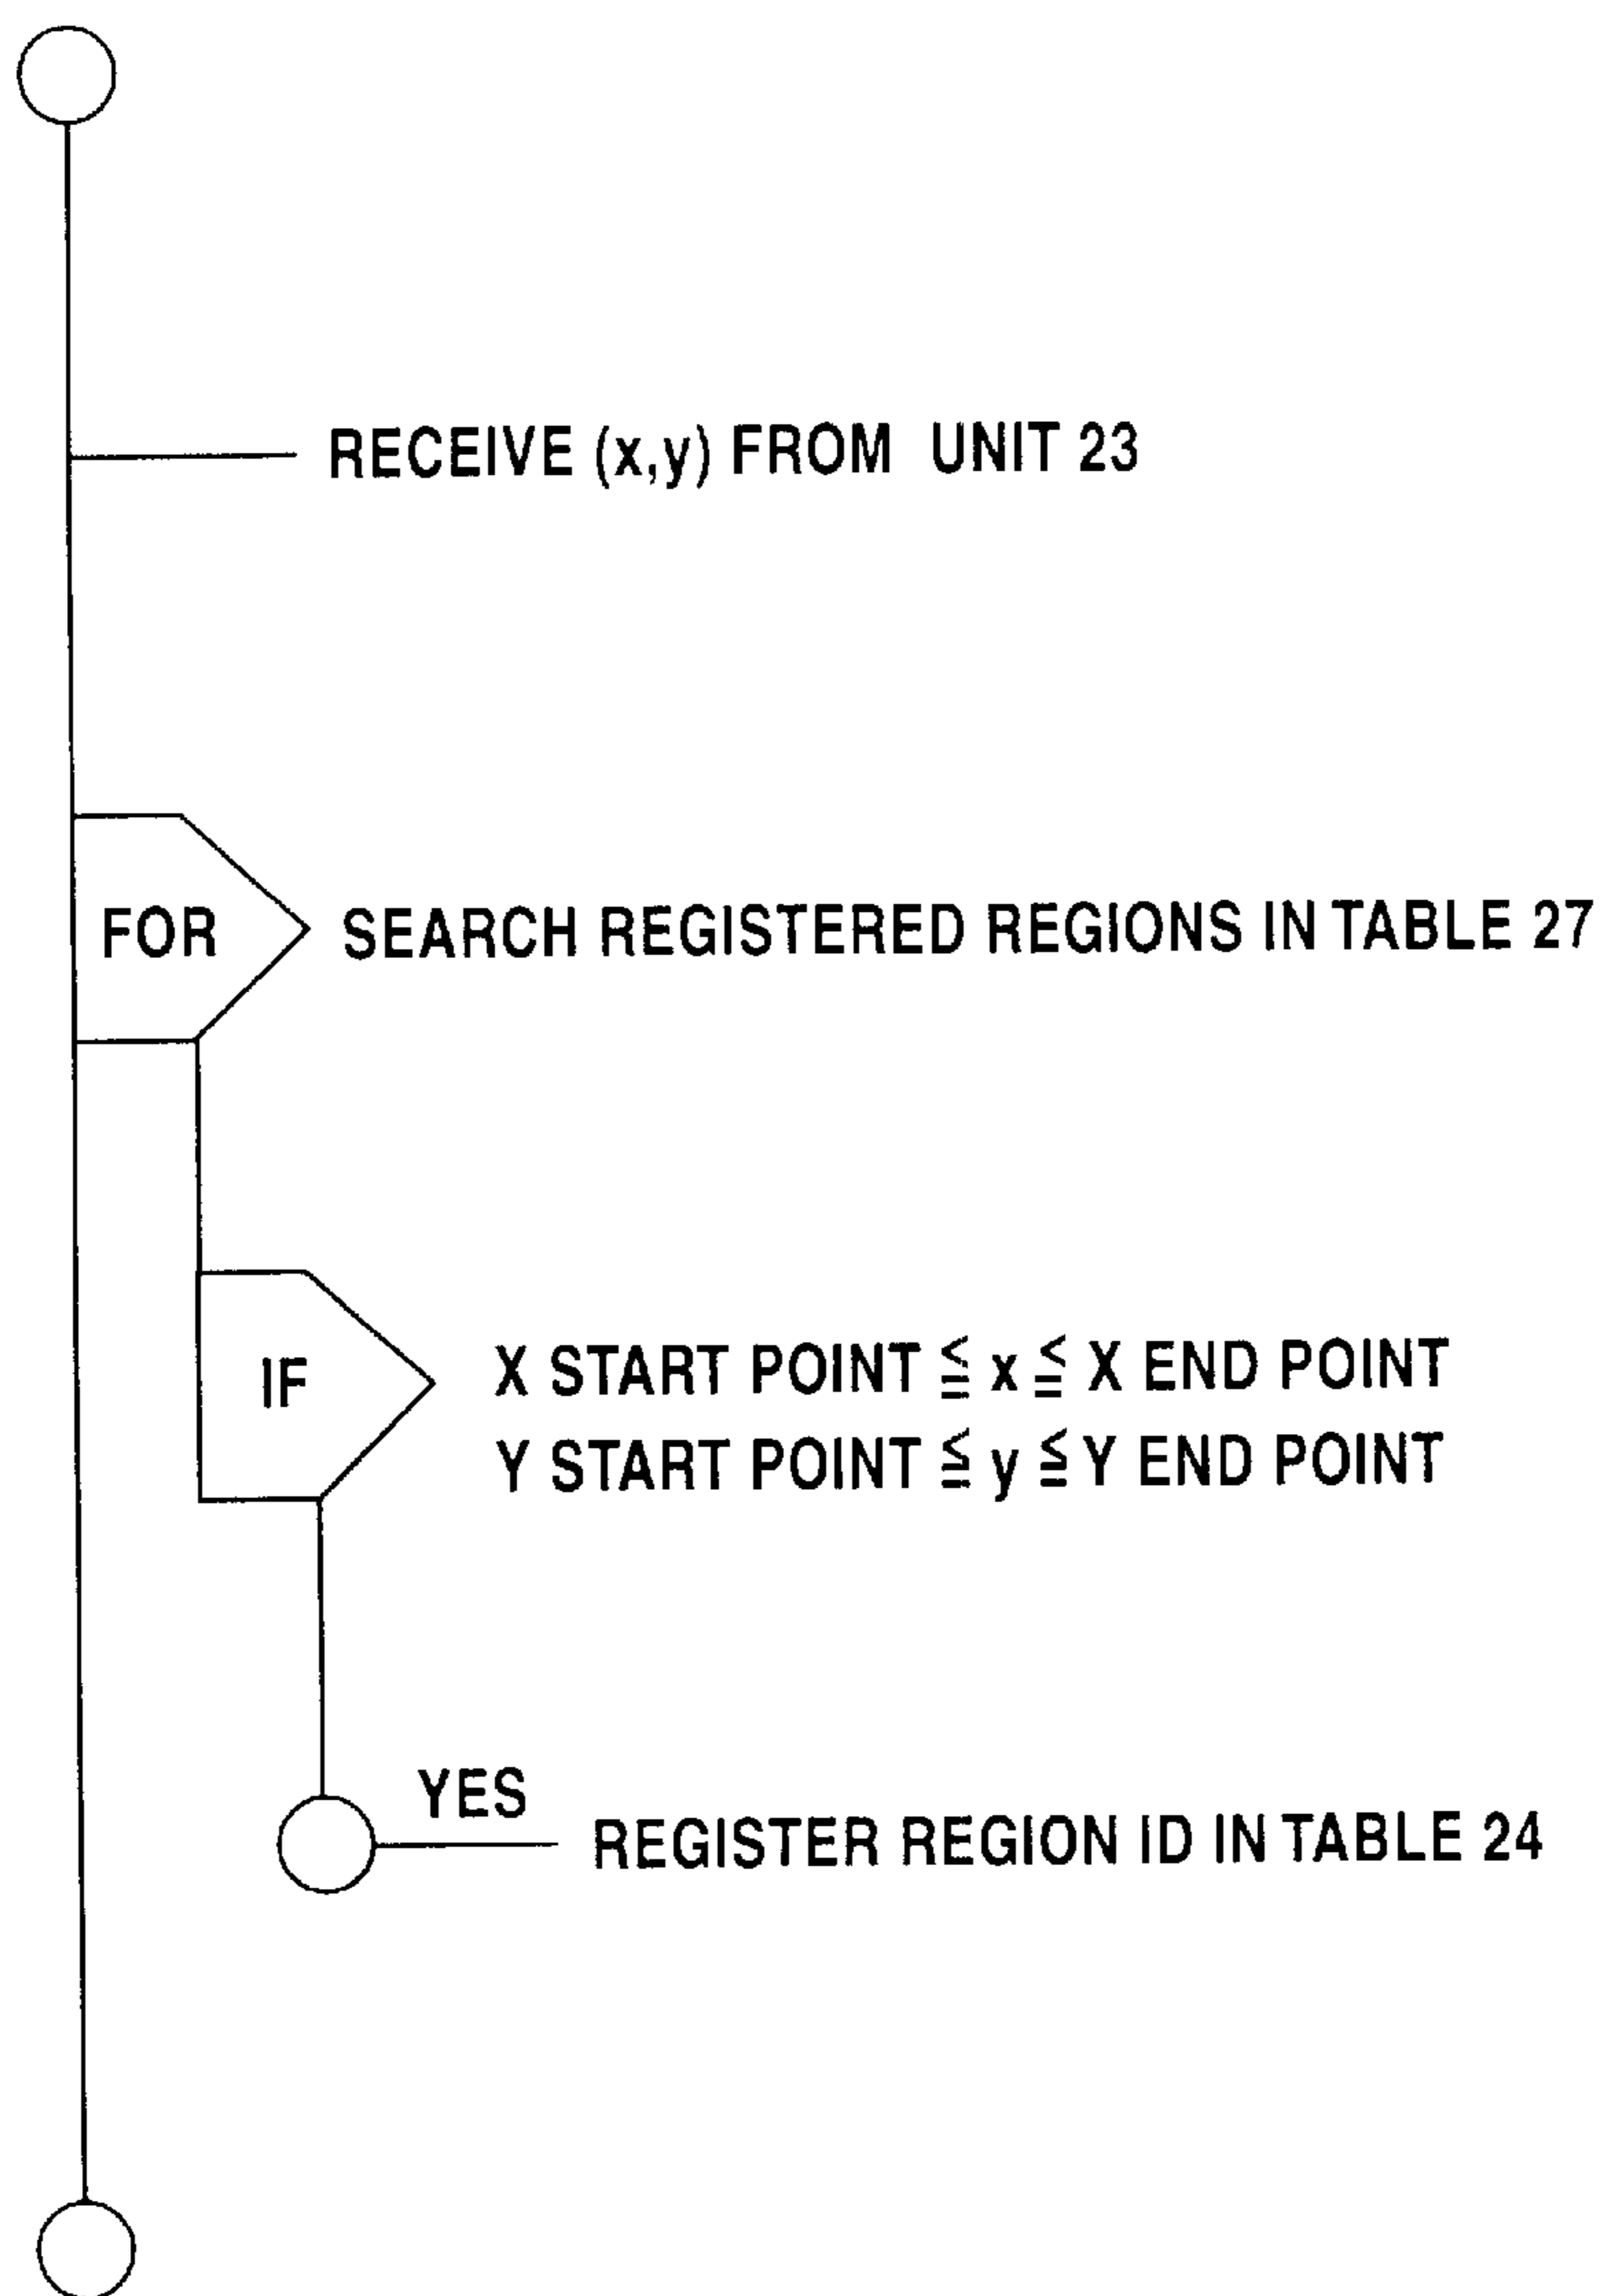 RECEIVE (x,y) FROM UNIT 23
FOR SEARCH REGISTERED REGIONS IN TABLE 27
IF
X START POINT ≦ x ≦ X END POINT
Y START POINT ≦ y ≦ Y END POINT
YES
REGISTER REGION ID IN TABLE 24